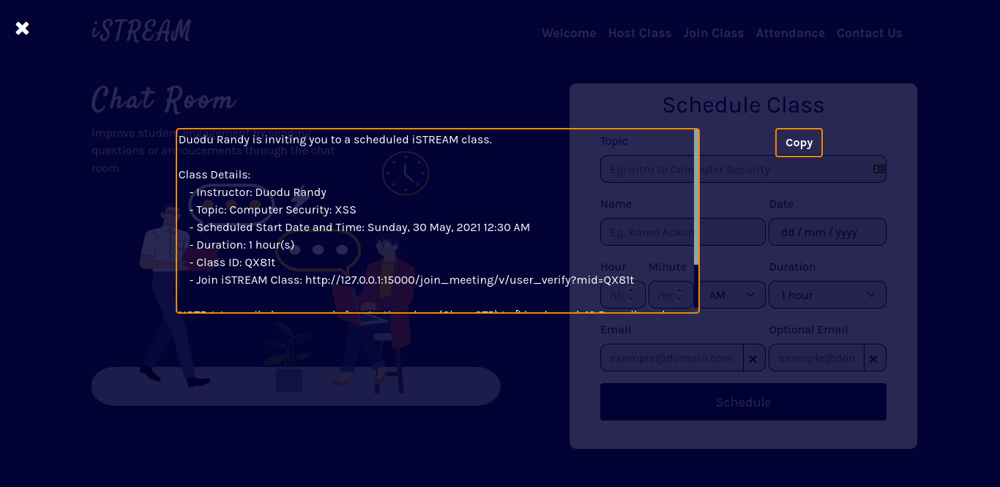 iSTREAM
Welcome Host Class Join Class Attendance Contact Us
Chat Room
Improve student engagement by sending
questions or annoucements through the chat
room
Duodu Randy is inviting you to a scheduled iSTREAM class.
Class Details:
- Instructor: Duodu Randy
- Topic: Computer Security: XSS
- Scheduled Start Date and Time: Sunday, 30 May, 2021 12:30 AM
- Duration: 1 hour(s)
- Class ID: QX81t
- Join iSTREAM Class: http://127.0.0.1:15000/join_meeting/v/user_verify?mid=QX81t
Copy
Schedule Class
Topic
Eg: Intro to Computer Security
Name Date
Eg: Karen Ackon
dd / mm / yyyy
Hour Minute Duration
hh mm AM 1 hour
Email Optional Email
example@domain.com example@don
Schedule